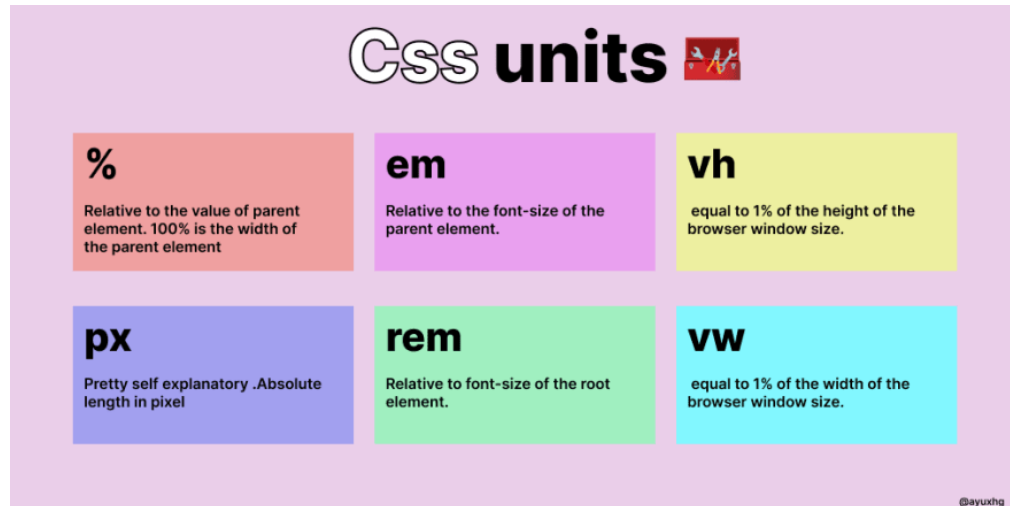 Css units
%
Relative to the value of parent
element. 100% is the width of
the parent element
em
Relative to the font-size of the
parent element.
vh
equal to 1% of the height of the
browser window size.
px
Pretty self explanatory .Absolute
length in pixel
rem
Relative to font-size of the root
element.
vw
equal to 1% of the width of the
browser window size.
@ayuxhg